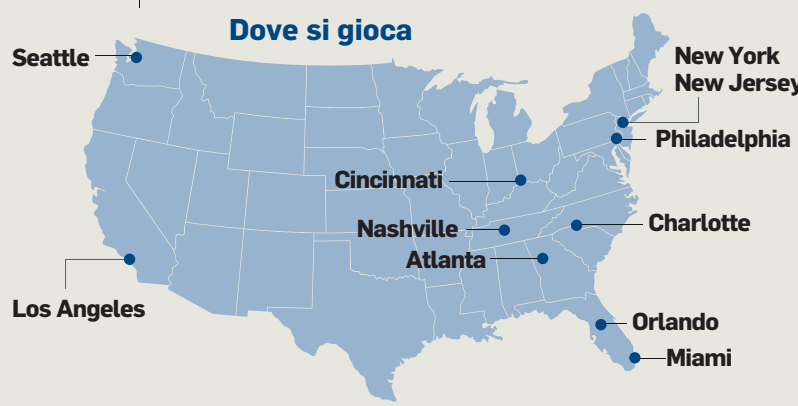 Dove si gioca
Seattle
New York
New Jersey
Philadelphia
Cincinnati
Nashville
Charlotte
Atlanta
Los Angeles
Orlando
Miami